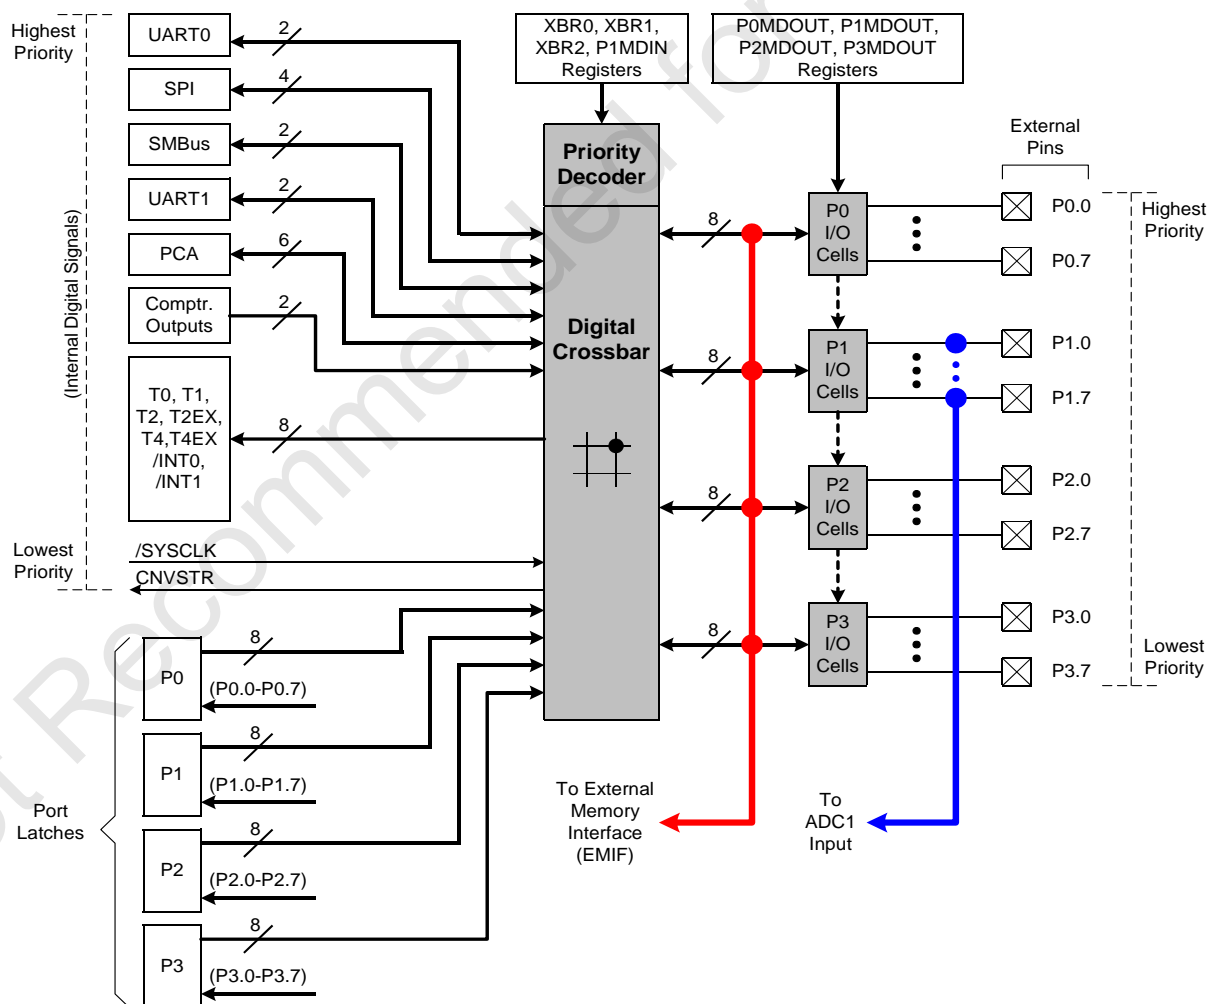 Highest
Priority
UART0
2
SPI
4
SMBus
2
UART1
2
PCA
6
Comptr.
Outputs
2
T0, T1,
T2, T2EX,
T4,T4EX
/INT0,
/INT1
8
(Internal Digital Signals)
Lowest
Priority
/SYSCLK
CNVSTR
XBR0, XBR1,
XBR2, P1MDIN
Registers
P0MDOUT, P1MDOUT,
P2MDOUT, P3MDOUT
Registers
Priority
Decoder
Digital
Crossbar
8
8
8
8
P0
I/O
Cells
P1
I/O
Cells
P2
I/O
Cells
P3
I/O
Cells
External
Pins
P0.0
P0.7
P1.0
P1.7
P2.0
P2.7
P3.0
P3.7
Highest
Priority
Lowest
Priority
Port
Latches
P0
8
(P0.0-P0.7)
P1
8
(P1.0-P1.7)
P2
8
(P2.0-P2.7)
P3
8
(P3.0-P3.7)
To External
Memory
Interface
(EMIF)
To
ADC1
Input
Recommended for